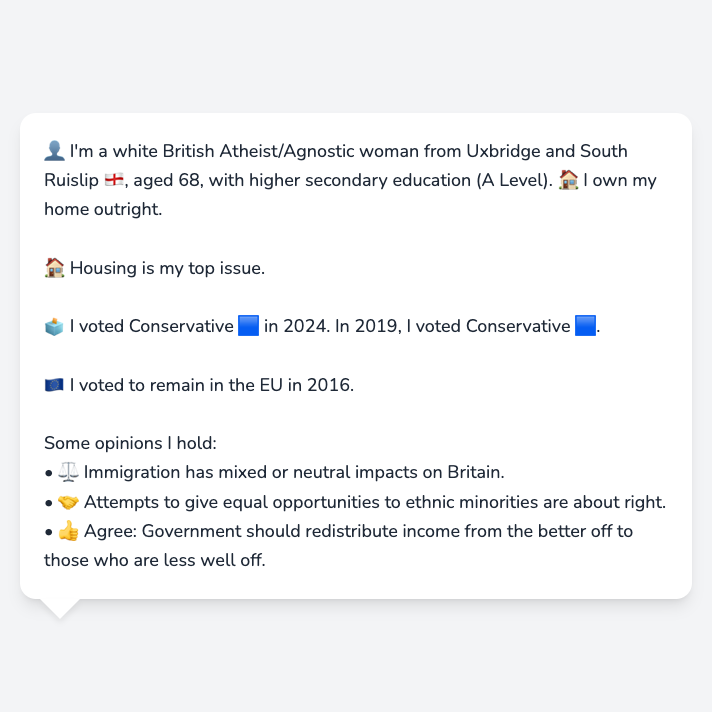 👤 I'm a white British Atheist/Agnostic woman from Uxbridge and South
Ruislip 🏴󠁧󠁢󠁥󠁮󠁧󠁿, aged 68, with higher secondary education (A Level). 🏠 I own my
home outright.
🏠 Housing is my top issue.
🗳️ I voted Conservative 🟦 in 2024. In 2019, I voted Conservative 🟦.
🇪🇺 I voted to remain in the EU in 2016.
Some opinions I hold:
• ⚖️ Immigration has mixed or neutral impacts on Britain.
• 🤝 Attempts to give equal opportunities to ethnic minorities are about right.
• 👍 Agree: Government should redistribute income from the better off to
those who are less well off.